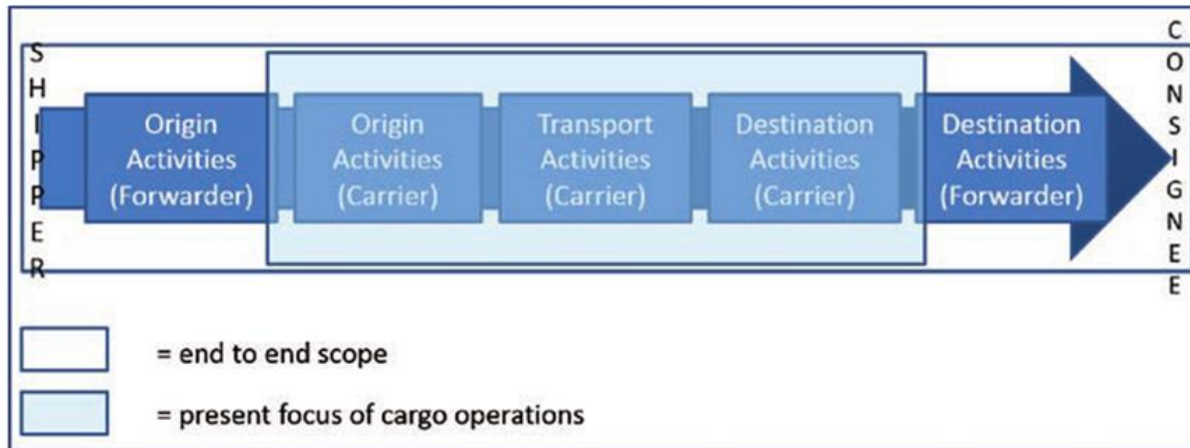 SHIPPER
Origin
Activities
(Forwarder)
Origin
Activities
(Carrier)
Transport
Activities
(Carrier)
Destination
Activities
(Carrier)
Destination
Activities
(Forwarder)
CONSIGNEE
= end to end scope
= present focus of cargo operations